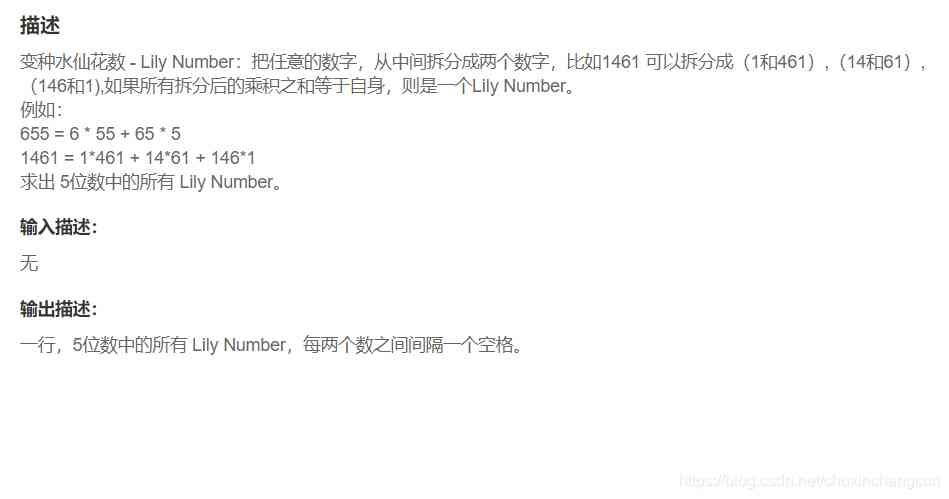 描述
变种水仙花数 - Lily Number：把任意的数字，从中间拆分成两个数字，比如1461 可以拆分成（1和461）,（14和61）,
（146和1),如果所有拆分后的乘积之和等于自身，则是一个Lily Number。
例如：
655 = 6 * 55 + 65 * 5
1461 = 1*461 + 14*61 + 146*1
求出 5位数中的所有 Lily Number。
输入描述：
无
输出描述：
一行，5位数中的所有 Lily Number，每两个数之间间隔一个空格。